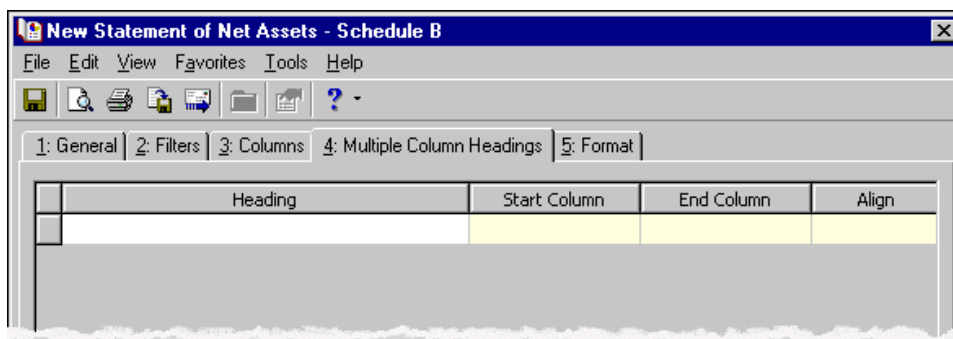 New Statement of Net Assets - Schedule B
File Edit View Favorites Tools Help
1: General 2: Filters 3: Columns 4: Multiple Column Headings 5: Format
Heading Start Column End Column Align